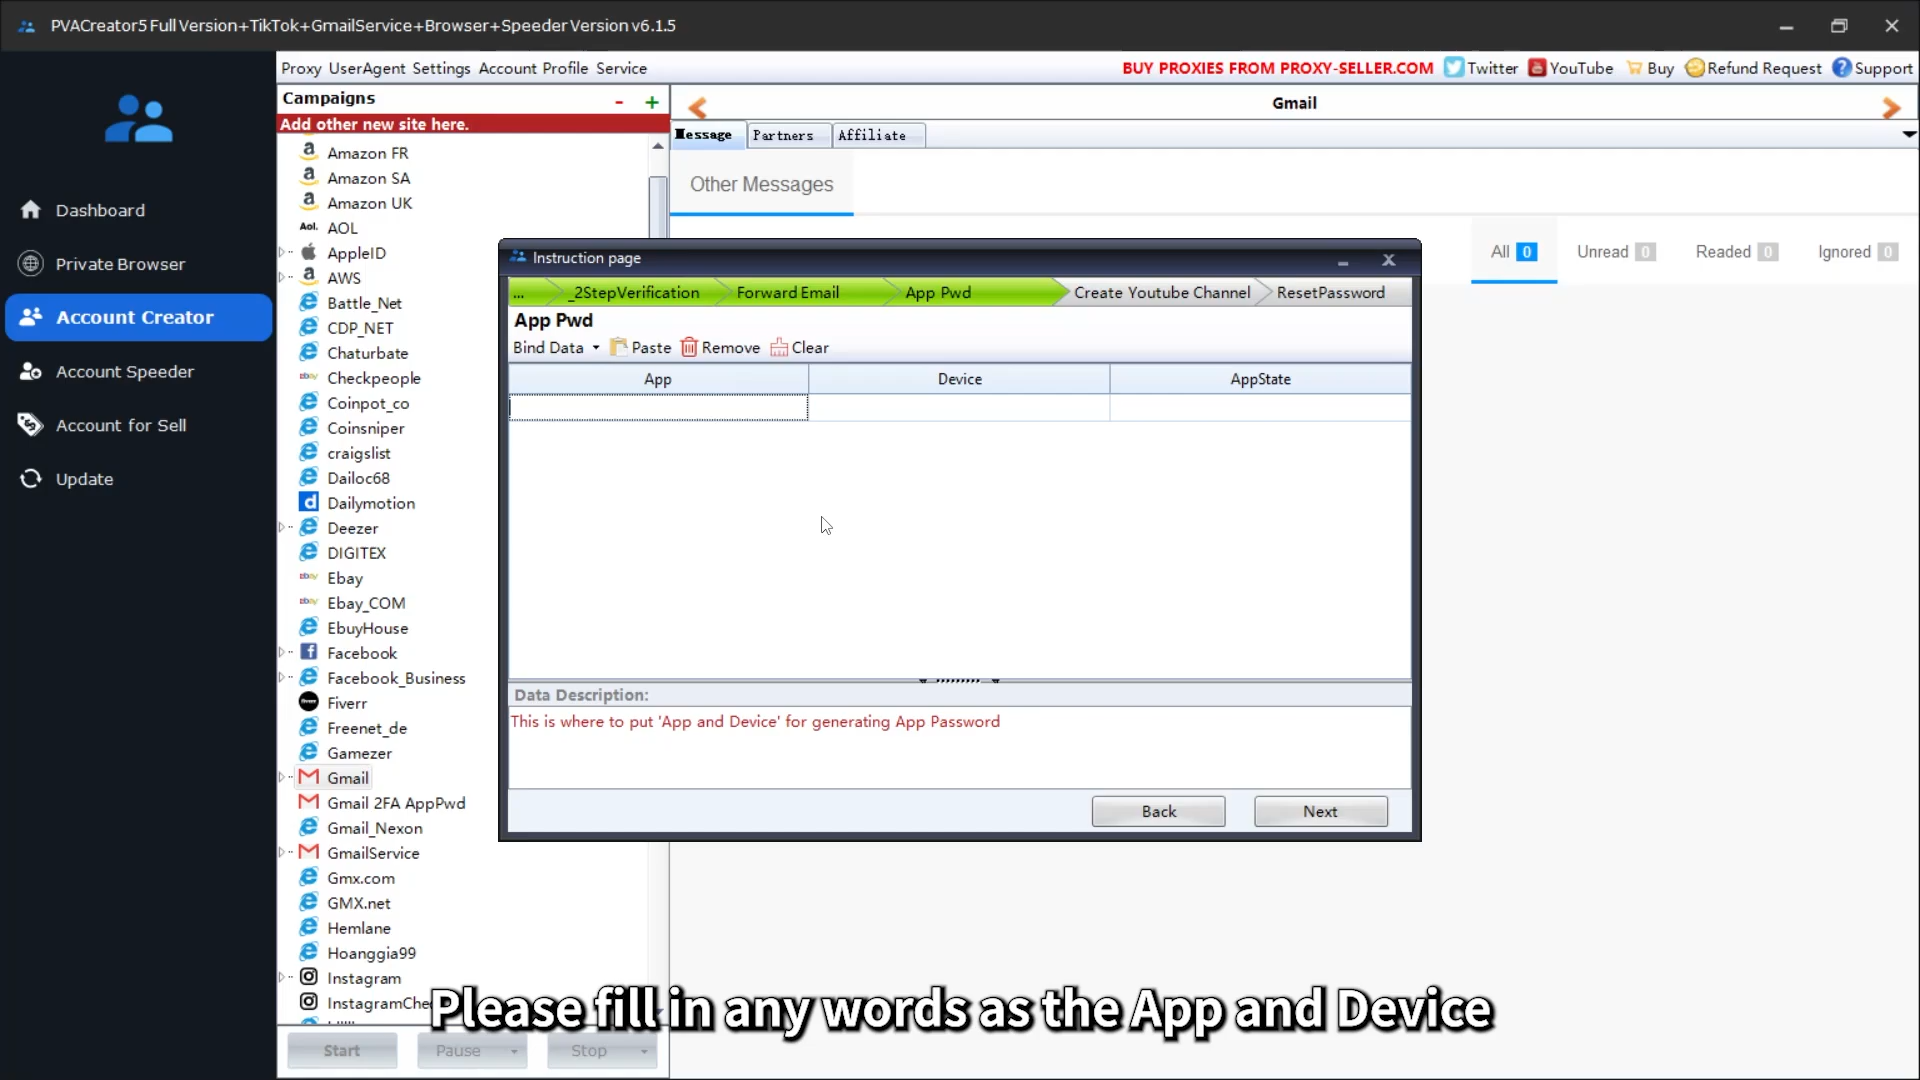 PVACreator5 Full Version+TikTok+GmailService+Browser+Speeder Version v6.1.5
Proxy UserAgent Settings Account Profile Service
BUY PROXIES FROM PROXY-SELLER.COM Twitter YouTube Buy Refund Request Support
Dashboard
Private Browser
Account Creator
Account Speeder
Account for Sell
Update
Campaigns - +
Add other new site here.
Amazon FR
Amazon SA
Amazon UK
Aol. AOL
AppleID
AWS
Battle_Net
CDP_NET
Chaturbate
Checkpeople
Coinpot_co
Coinsniper
craigslist
Dailoc68
Dailymotion
Deezer
DIGITEX
Ebay
Ebay_COM
EbuyHouse
Facebook
Facebook_Business
Fiverr
Freenet_de
Gamezer
Gmail
Gmail 2FA AppPwd
Gmail_Nexon
GmailService
Gmx.com
GMX.net
Hemlane
Hoanggia99
Instagram
InstagramChe
Start Pause Stop
Gmail
Message Partners Affiliate
Other Messages
All 0 Unread 0 Readed 0 Ignored 0
Instruction page
... _2StepVerification Forward Email App Pwd Create Youtube Channel ResetPassword
App Pwd
Bind Data Paste Remove Clear
App Device AppState
Data Description:
This is where to put 'App and Device' for generating App Password
Back Next
Please fill in any words as the App and Device